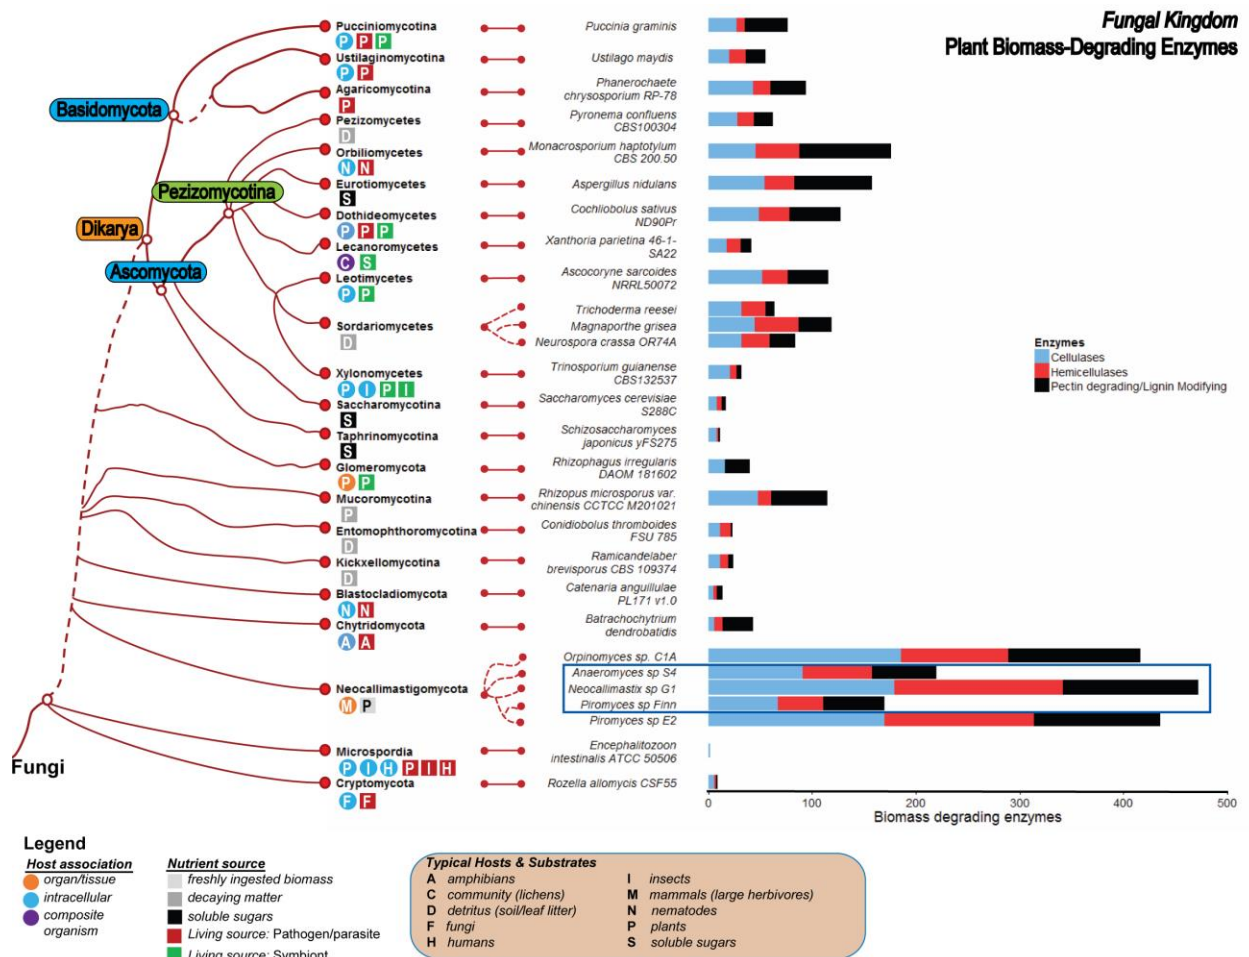 Fungal Kingdom
Plant Biomass-Degrading Enzymes
Pucciniomycotina
P P P
Puccinia graminis
Ustilaginomycotina
P P
Ustilago maydis
Agaricomycotina
P
Phanerochaete
chrysosporium RP-78
Basidomycota
Pezizomycetes
D
Pyronema confluens
CBS100304
Orbiliomycetes
N N
Monacrosporium haptotylum
CBS 200.50
Pezizomycotina
Eurotiomycetes
S
Aspergillus nidulans
Dikarya
Dothideomycetes
P P P
Cochliobolus sativus
ND90Pr
Lecanoromycetes
C S
Xanthoria parietina 46-1-
SA22
Ascomycota
Leotimycetes
P P
Ascocoryne sarcoides
NRRL50072
Sordariomycetes
D
Trichoderma reesei
Magnaporthe grisea
Neurospora crassa OR74A
Xylonomycetes
P I P I
Trinosporium guianense
CBS132537
Saccharomycotina
S
Saccharomyces cerevisiae
S288C
Taphrinomycotina
S
Schizosaccharomyces
japonicus yFS275
Glomeromycota
P P
Rhizophagus irregularis
DAOM 181602
Mucoromycotina
P
Rhizopus microsporus var.
chinensis CCTCC M201021
Entomophthoromycotina
D
Conidiobolus thromboides
FSU 785
Kickxellomycotina
D
Ramicandelaber
brevisporus CBS 109374
Blastocladiomycota
N N
Catenaria anguillulae
PL171 v1.0
Chytridomycota
A A
Batrachochytrium
dendrobatidis
Neocallimastigomycota
M P
Orpinomyces sp. C1A
Anaeromyces sp S4
Neocallimastix sp G1
Piromyces sp Finn
Piromyces sp E2
Microspordia
P I H P I H
Encephalitozoon
intestinalis ATCC 50506
Cryptomycota
F F
Rozella allomycis CSF55
Fungi
Enzymes
Cellulases
Hemicellulases
Pectin degrading/Lignin Modifying
0 100 200 300 400 500
Biomass degrading enzymes
Legend
Host association
organ/tissue
intracellular
composite
organism
Nutrient source
freshly ingested biomass
decaying matter
soluble sugars
Living source: Pathogen/parasite
Living source: Symbiont
Typical Hosts & Substrates
A amphibians
C community (lichens)
D detritus (soil/leaf litter)
F fungi
H humans
I insects
M mammals (large herbivores)
N nematodes
P plants
S soluble sugars